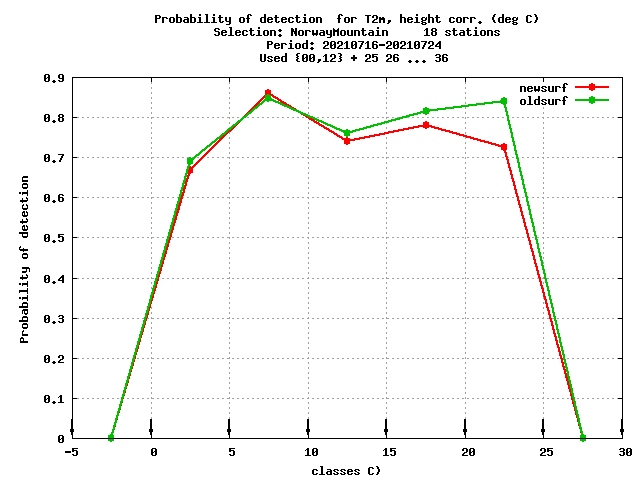 Probability of detection  for T2m, height corr. (deg C)
Selection: NorwayMountain     18 stations
Period: 20210716-20210724
Used {00,12} + 25 26 ... 36
newsurf
oldsurf
0.9
0.8
0.7
0.6
0.5
0.4
0.3
0.2
0.1
0
Probability of detection
-5 0 5 10 15 20 25 30
classes C)